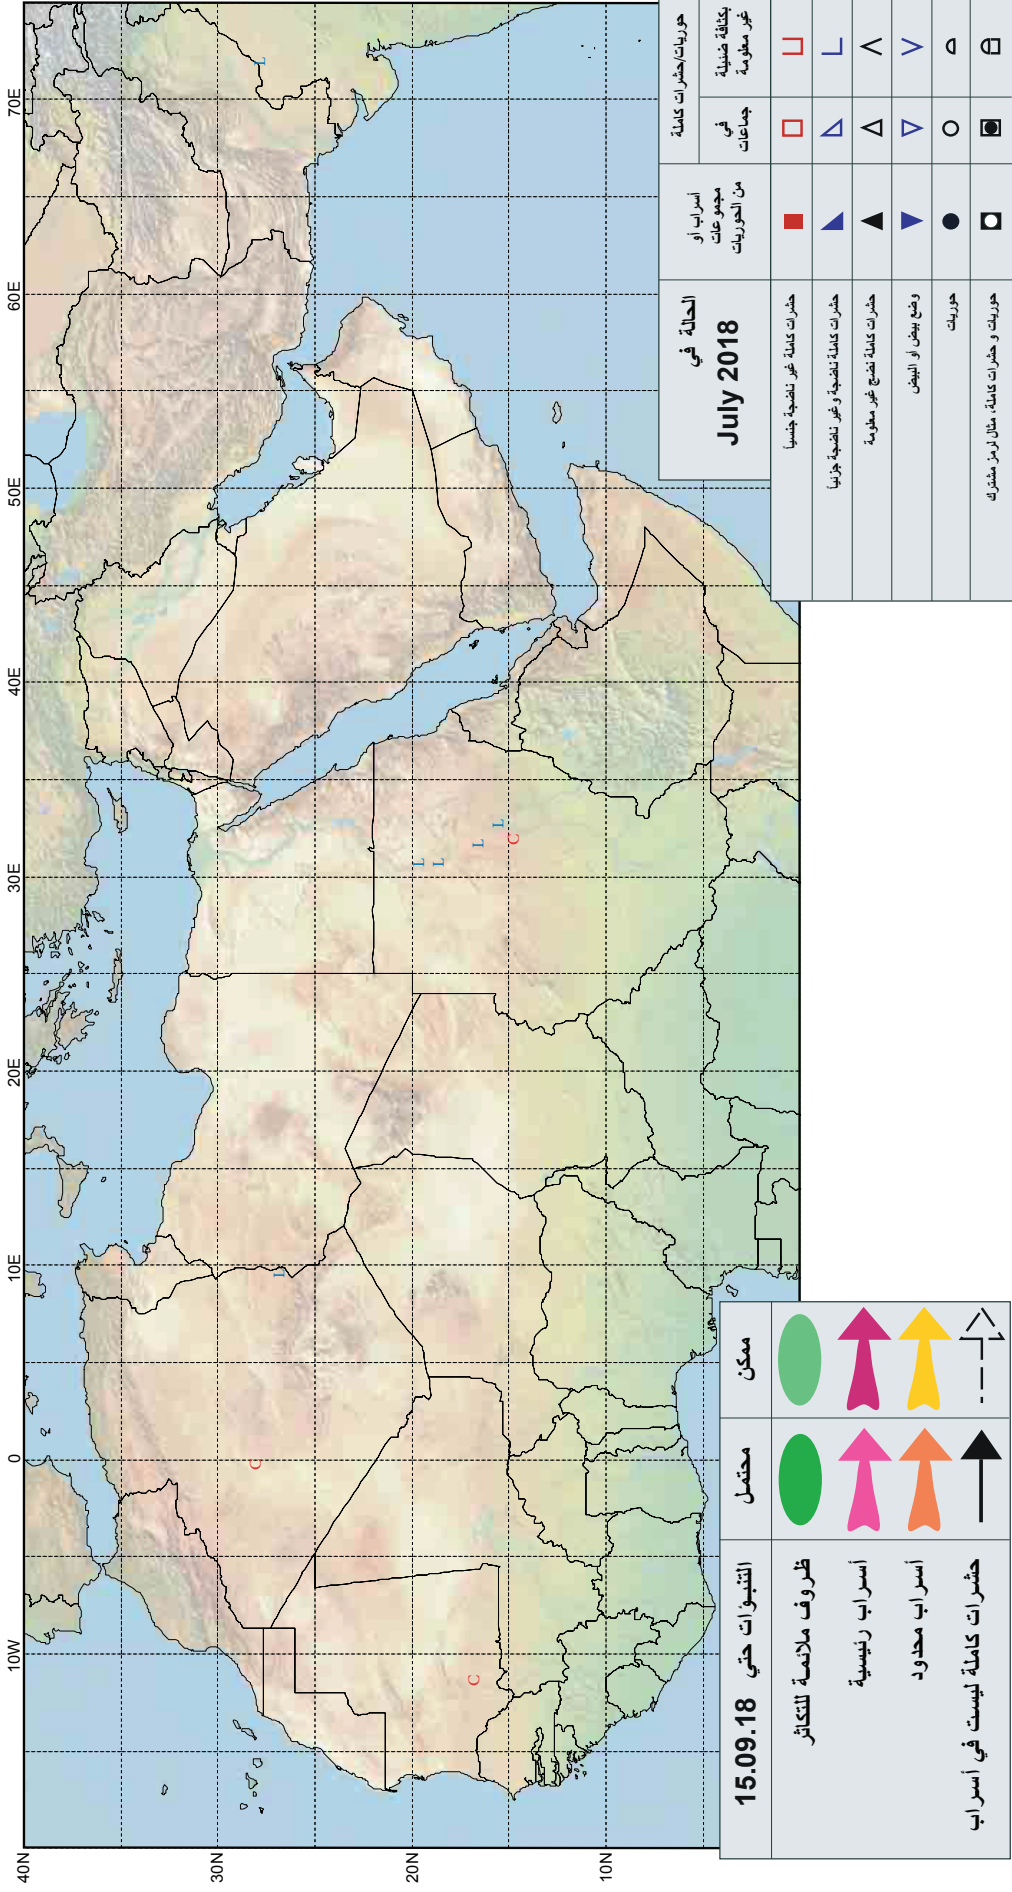 40N
30N
20N
10N
10W
0
10E
20E
30E
40E
50E
60E
70E
L
L
L
L
L
L
C
C
C
التنبؤات حتي 15.09.18
محتمل
ممكن
ظروف ملائمة للتكاثر
أسراب رئيسية
أسراب محدود
حشرات كاملة ليست في أسراب
الحالة في
July 2018
أسراب أو
مجموعات
من الحوريات
حوريات/حشرات كاملة
في
جماعات
بكثافة ضئيلة
غير معلومة
حشرات كاملة غير ناضجة جنسياً
حشرات كاملة ناضجة وغير ناضجة جزئياً
حشرات كاملة نضج غير معلومة
وضع بيض أو البيض
حوريات
حوريات و حشرات كاملة، مثال لرمز مشترك